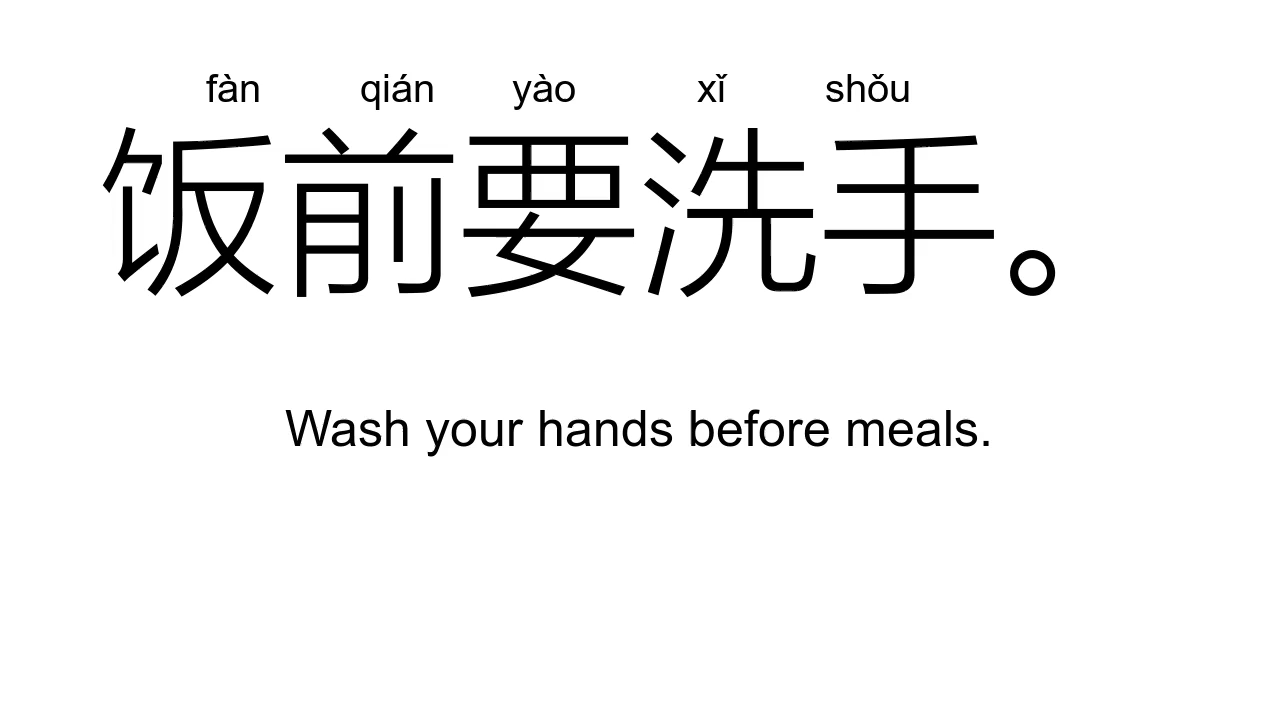 fàn qián yào xǐ shǒu
饭前要洗手。
Wash your hands before meals.